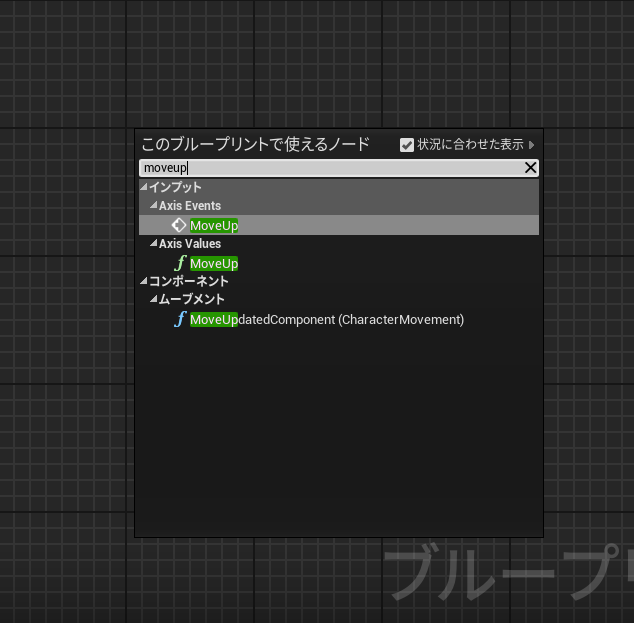 このブループリントで使えるノード
状況に合わせた表示
moveup
インプット
Axis Events
MoveUp
Axis Values
MoveUp
コンポーネント
ムーブメント
MoveUpdatedComponent (CharacterMovement)
ブループリ